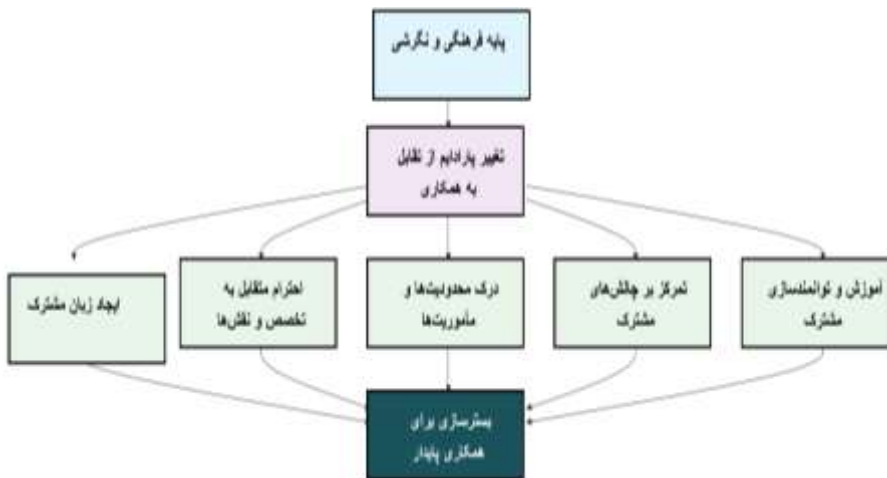 پایه فرهنگی و نگرشی
تغییر پارادایم از تقابل
به همکاری
آموزش و توانمندسازی
مشترک
تمرکز بر چالش‌های
مشترک
درک محدودیت‌ها و
مأموریت‌ها
احترام متقابل به
تخصص و نقش‌ها
ایجاد زبان مشترک
بسترسازی برای
همکاری پایدار